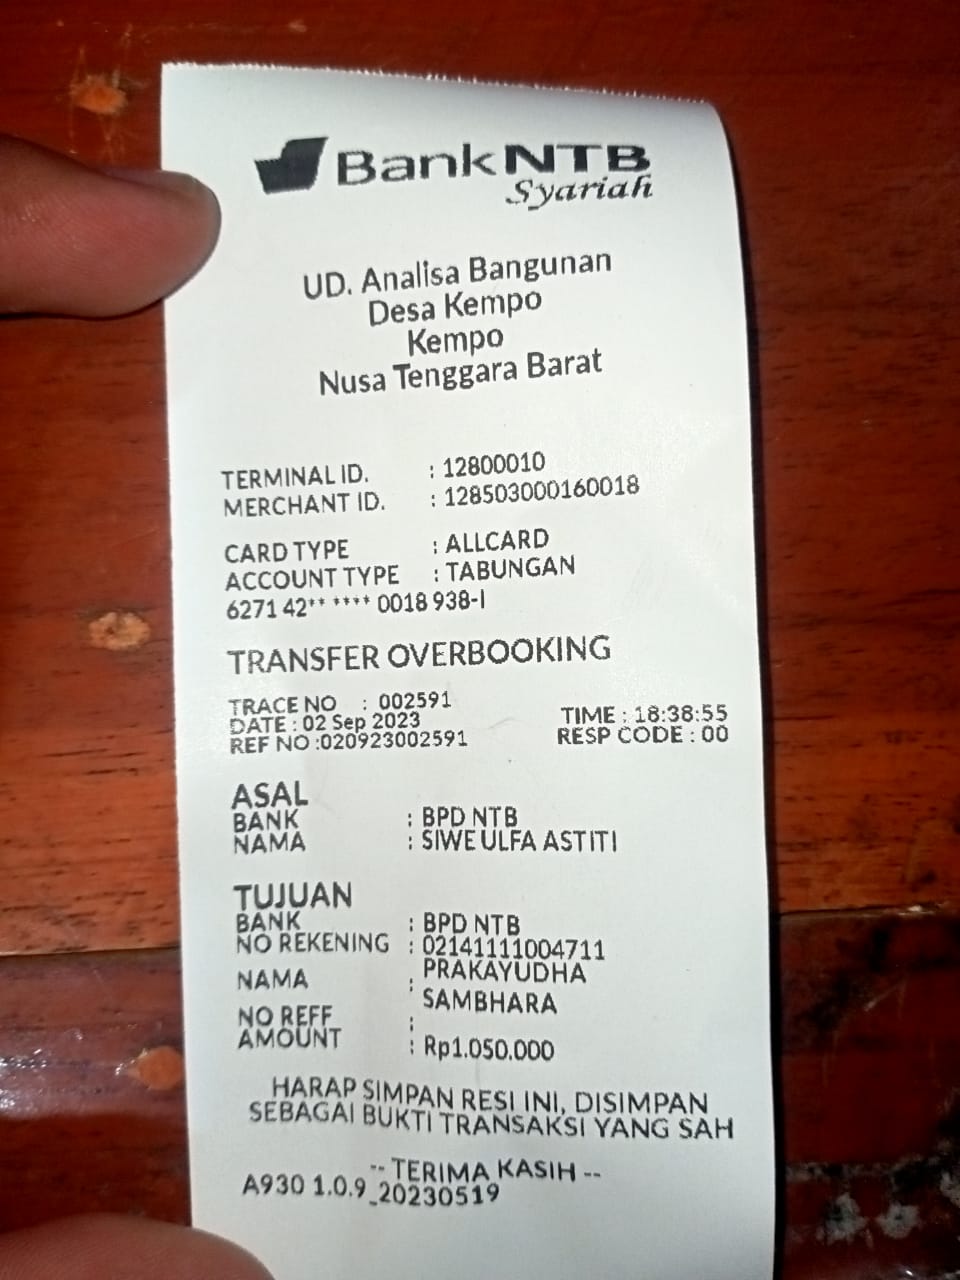 BankNTB
Syariah
UD. Analisa Bangunan
Desa Kempo
Kempo
Nusa Tenggara Barat
TERMINAL ID. : 12800010
MERCHANT ID. : 128503000160018
CARD TYPE : ALLCARD
ACCOUNT TYPE : TABUNGAN
6271 42** **** 0018 938-I
TRANSFER OVERBOOKING
TRACE NO : 002591
DATE : 02 Sep 2023 TIME : 18:38:55
REF NO :020923002591 RESP CODE : 00
ASAL
BANK : BPD NTB
NAMA : SIWE ULFA ASTITI
TUJUAN
BANK : BPD NTB
NO REKENING : 02141111004711
NAMA : PRAKAYUDHA
SAMBHARA
NO REFF :
AMOUNT : Rp1.050.000
HARAP SIMPAN RESI INI, DISIMPAN
SEBAGAI BUKTI TRANSAKSI YANG SAH
-- TERIMA KASIH --
A930 1.0.9_20230519